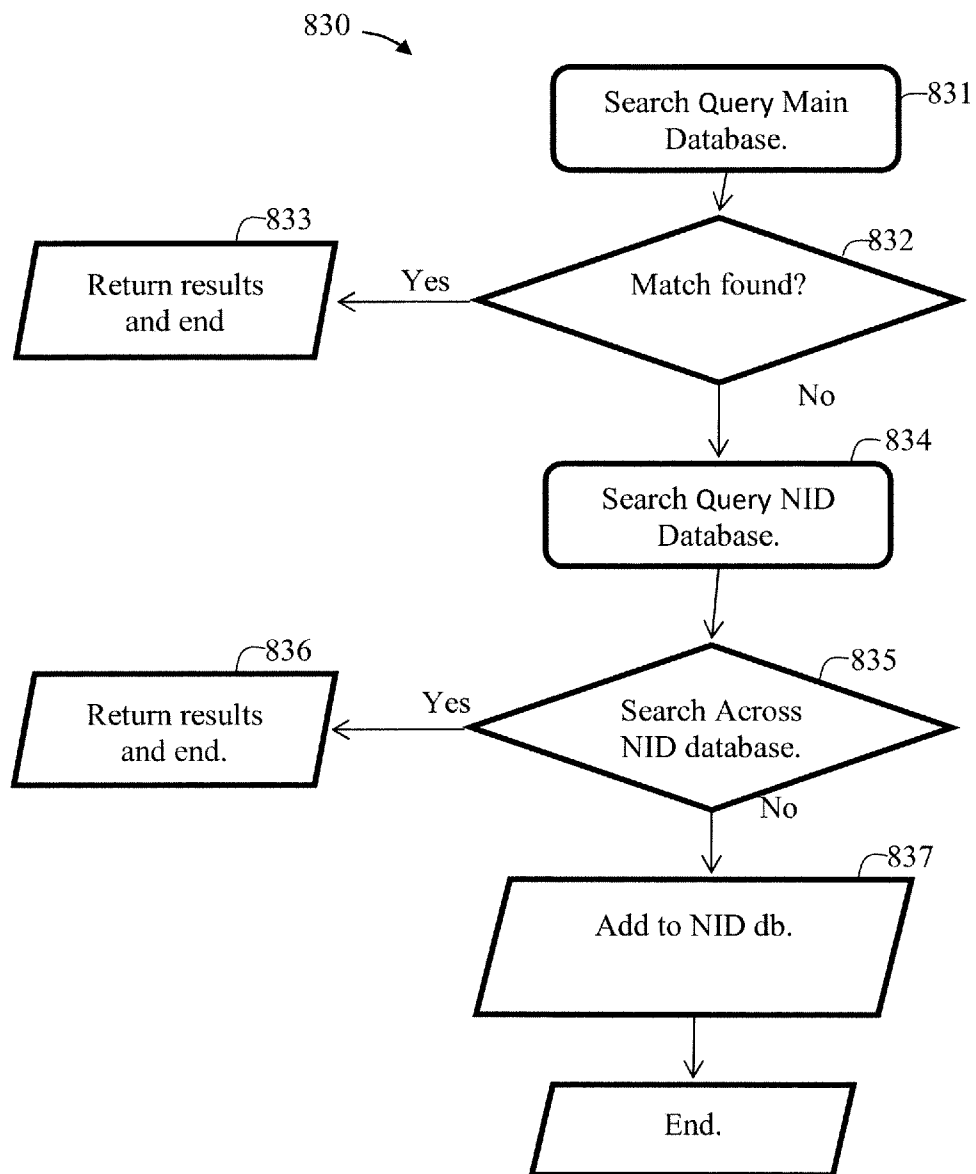 830
Search Query Main
Database.
831
833
832
Return results
and end
Yes
Match found?
No
834
Search Query NID
Database.
836
835
Return results
and end.
Yes
Search Across
NID database.
No
837
Add to NID db.
End.